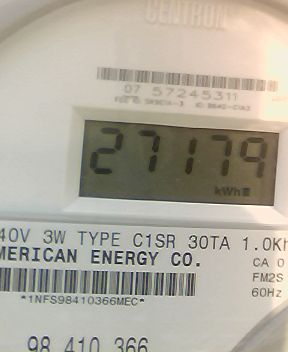 CENTRON
07 57245311
27179
kWh
40V 3W TYPE C1SR 30TA 1.0Kh
MERICAN ENERGY CO.
CA 0
FM2S
60Hz
*1NFS98410366MEC*
98 410 366